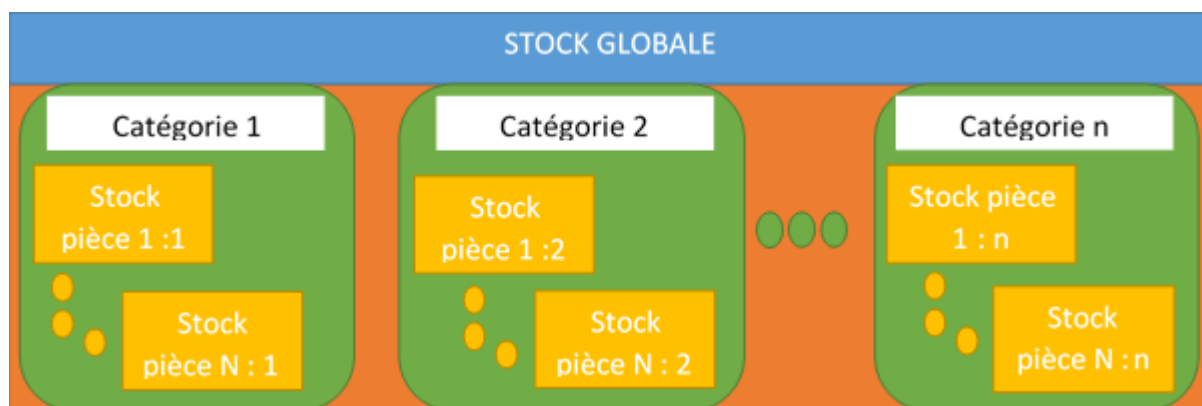 STOCK GLOBALE
Catégorie 1
Stock
pièce 1 :1
Stock
pièce N : 1
Catégorie 2
Stock
pièce 1 :2
Stock
pièce N : 2
Catégorie n
Stock pièce
1 : n
Stock
pièce N : n